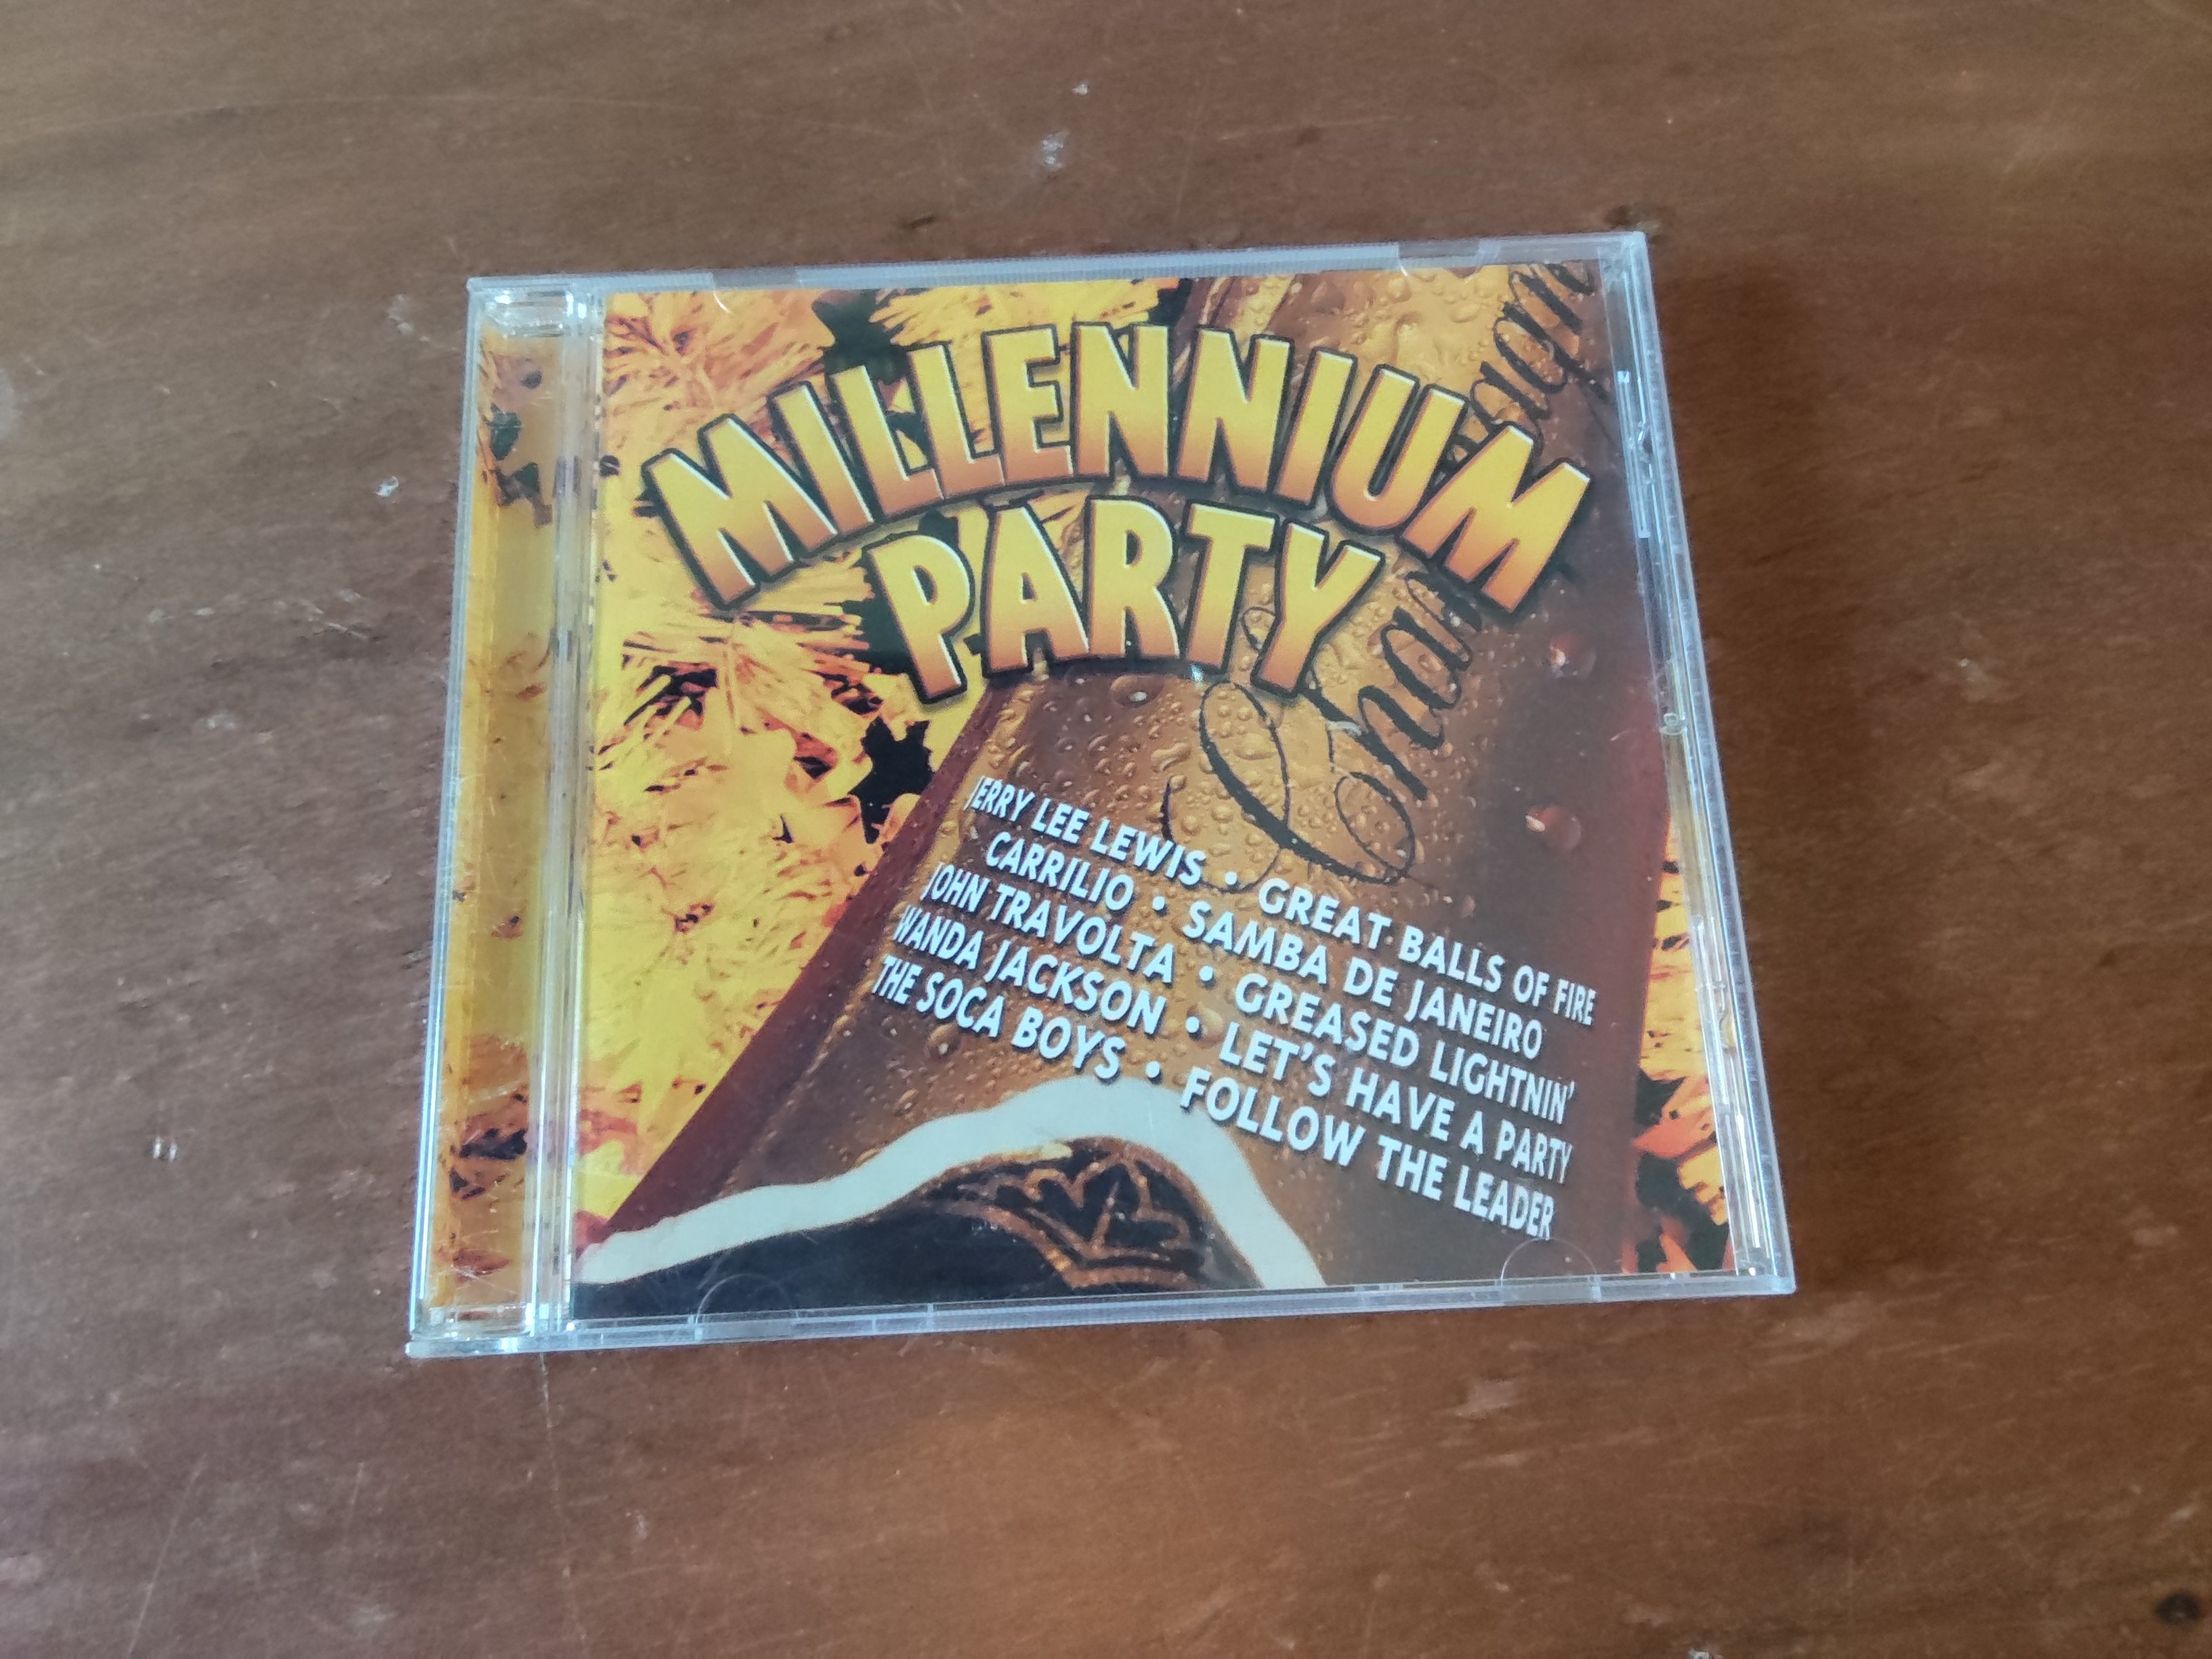 MILLENNIUM
PARTY
JERRY LEE LEWIS • GREAT BALLS OF FIRE
CARRILIO • SAMBA DE JANEIRO
JOHN TRAVOLTA • GREASED LIGHTNIN'
WANDA JACKSON • LET'S HAVE A PARTY
THE SOCA BOYS • FOLLOW THE LEADER